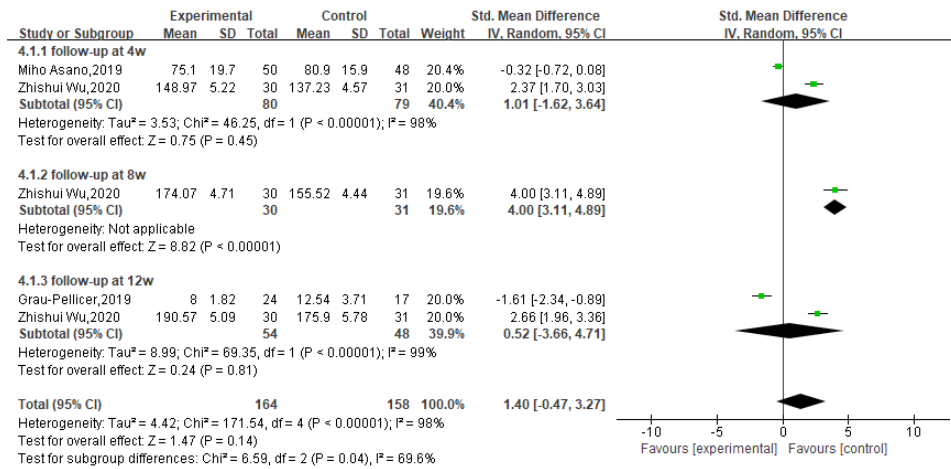 Experimental Control Std. Mean Difference Std. Mean Difference
Study or Subgroup Mean SD Total Mean SD Total Weight IV, Random, 95% CI IV, Random, 95% CI
4.1.1 follow-up at 4w
Miho Asano,2019 75.1 19.7 50 80.9 15.9 48 20.4% -0.32 [-0.72, 0.08]
Zhishui Wu,2020 148.97 5.22 30 137.23 4.57 31 20.0% 2.37 [1.70, 3.03]
Subtotal (95% CI) 80 79 40.4% 1.01 [-1.62, 3.64]
Heterogeneity: Tau² = 3.53; Chi² = 46.25, df = 1 (P < 0.00001); I² = 98%
Test for overall effect: Z = 0.75 (P = 0.45)
4.1.2 follow-up at 8w
Zhishui Wu,2020 174.07 4.71 30 155.52 4.44 31 19.6% 4.00 [3.11, 4.89]
Subtotal (95% CI) 30 31 19.6% 4.00 [3.11, 4.89]
Heterogeneity: Not applicable
Test for overall effect: Z = 8.82 (P < 0.00001)
4.1.3 follow-up at 12w
Grau-Pellicer,2019 8 1.82 24 12.54 3.71 17 20.0% -1.61 [-2.34, -0.89]
Zhishui Wu,2020 190.57 5.09 30 175.9 5.78 31 20.0% 2.66 [1.96, 3.36]
Subtotal (95% CI) 54 48 39.9% 0.52 [-3.66, 4.71]
Heterogeneity: Tau² = 8.99; Chi² = 69.35, df = 1 (P < 0.00001); I² = 99%
Test for overall effect: Z = 0.24 (P = 0.81)
Total (95% CI) 164 158 100.0% 1.40 [-0.47, 3.27]
Heterogeneity: Tau² = 4.42; Chi² = 171.54, df = 4 (P < 0.00001); I² = 98%
Test for overall effect: Z = 1.47 (P = 0.14)
Test for subgroup differences: Chi² = 6.59, df = 2 (P = 0.04), I² = 69.6%
-10 -5 0 5 10
Favours [experimental] Favours [control]